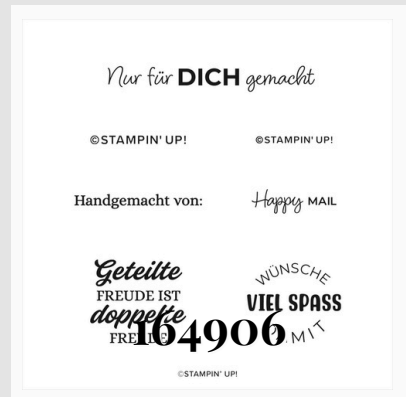 Nur für DICH gemacht
©STAMPIN' UP! ©STAMPIN' UP!
Handgemacht von: Happy MAIL
Geteilte
FREUDE IST
doppelte
WÜNSCHE
VIEL SPASS
164906
©STAMPIN' UP!